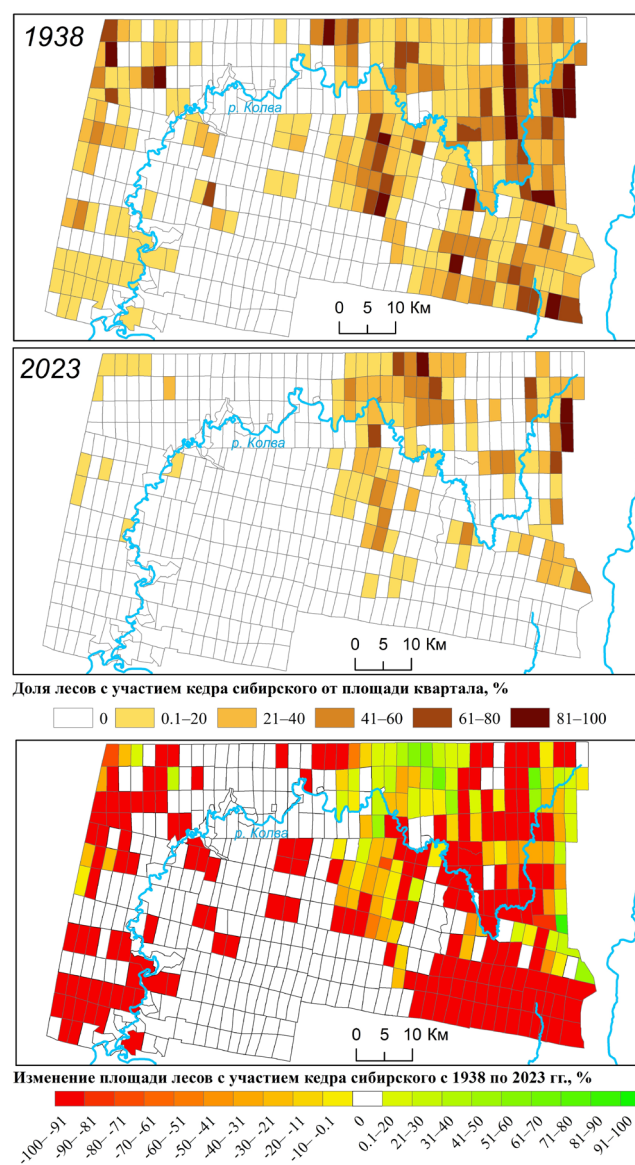 1938
р. Колва
0 5 10 Км
2023
р. Колва
0 5 10 Км
Доля лесов с участием кедра сибирского от площади квартала, %
0 0.1–20 21–40 41–60 61–80 81–100
р. Колва
0 5 10 Км
Изменение площади лесов с участием кедра сибирского с 1938 по 2023 гг., %
-100– -91 -90– -81 -80– -71 -70– -61 -60– -51 -50– -41 -40– -31 -30– -21 -20– -11 -10–-0.1 0 0.1–20 21–30 31–40 41–50 51–60 61–70 71–80 81–90 91–100